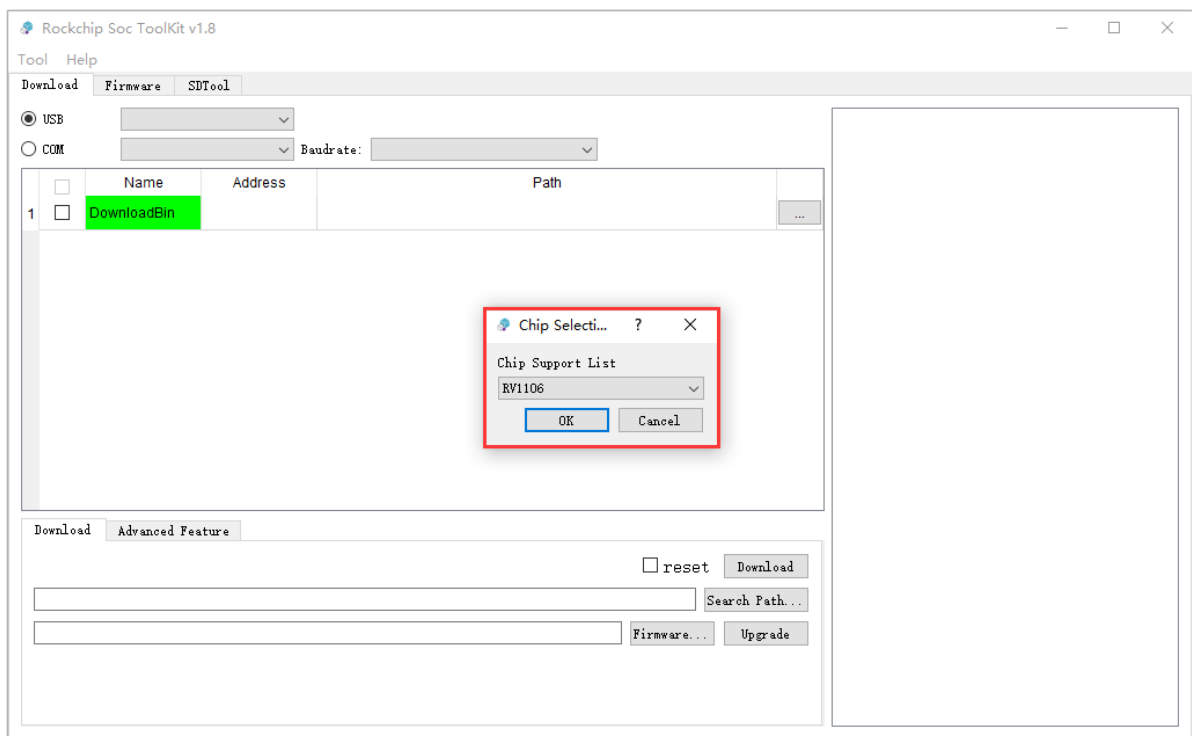 Rockchip Soc ToolKit v1.8
Tool Help
Download Firmware SDTool
USB
COM Baudrate:
Name Address Path
1 DownloadBin ...
Chip Selecti... ?
Chip Support List
RV1106
OK Cancel
Download Advanced Feature
reset Download
Search Path...
Firmware... Upgrade